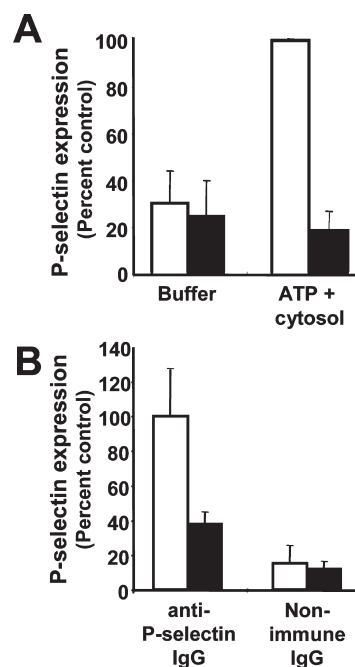 A
P-selectin expression
(Percent control)
100
80
60
40
20
0
Buffer
ATP +
cytosol
B
P-selectin expression
(Percent control)
140
120
100
80
60
40
20
0
anti-
P-selectin
IgG
Non-
immune
IgG